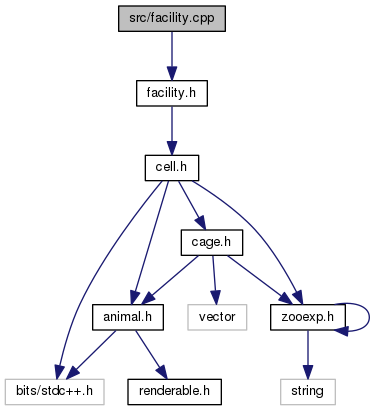 src/facility.cpp
facility.h
cell.h
cage.h
animal.h
vector
zooexp.h
bits/stdc++.h
renderable.h
string